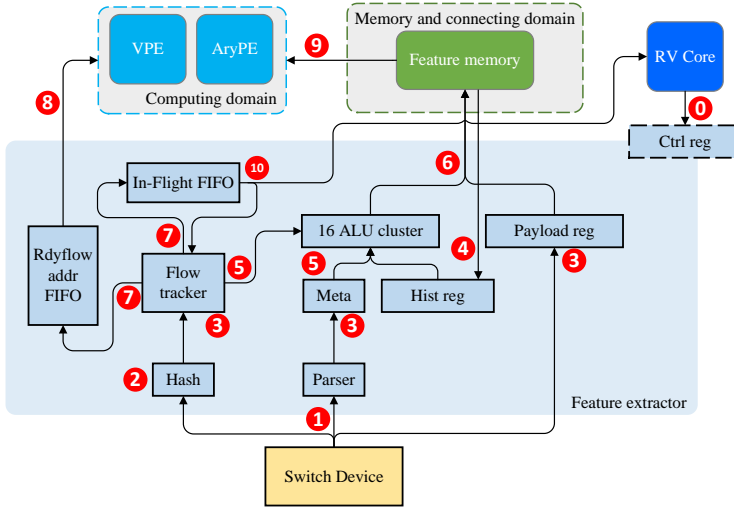 Memory and connecting domain
VPE
AryPE
9
Feature memory
RV Core
8
Computing domain
0
Ctrl reg
6
10
In-Flight FIFO
7
16 ALU cluster
Payload reg
4
5
5
3
Rdyflow
addr
FIFO
7
Flow
tracker
3
Meta
3
Hist reg
2
Hash
Parser
1
Feature extractor
Switch Device